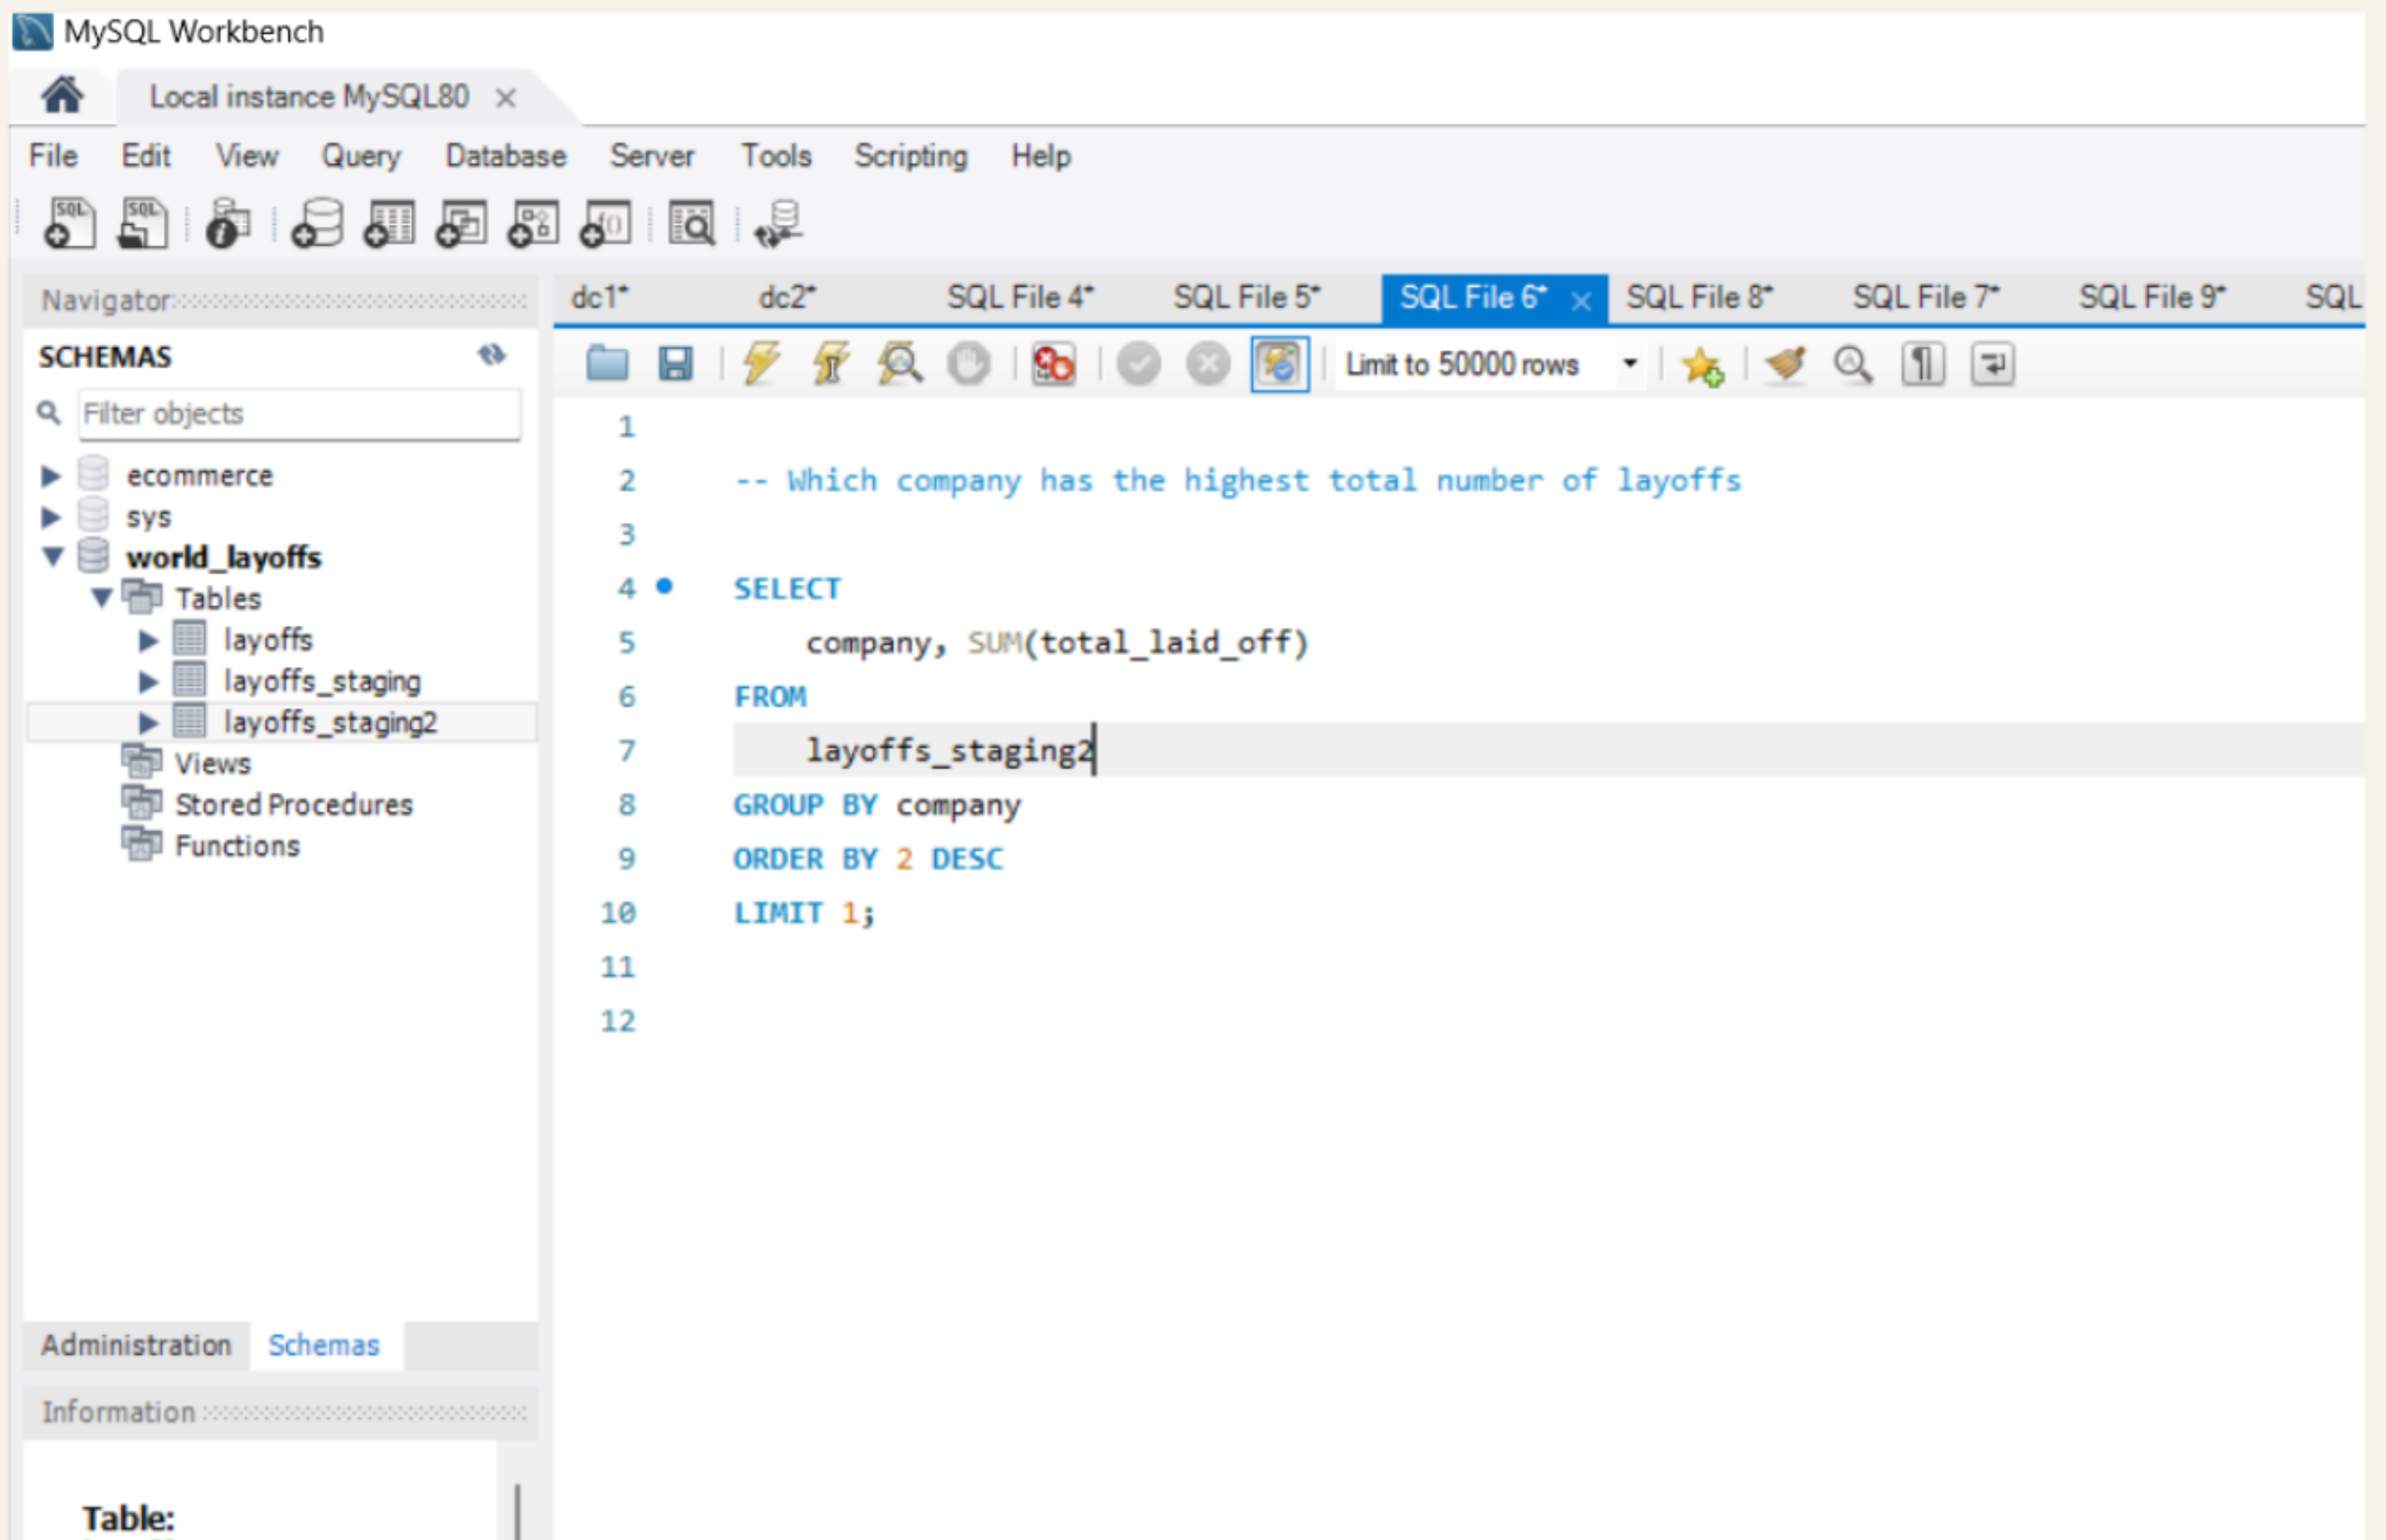 MySQL Workbench
Local instance MySQL80
File Edit View Query Database Server Tools Scripting Help
SQL SQL f()
Navigator
SCHEMAS
Filter objects
ecommerce
sys
world_layoffs
Tables
layoffs
layoffs_staging
layoffs_staging2
Views
Stored Procedures
Functions
Administration Schemas
Information
Table:
dc1* dc2* SQL File 4* SQL File 5* SQL File 6* SQL File 8* SQL File 7* SQL File 9* SQL
Limit to 50000 rows
1
2 -- Which company has the highest total number of layoffs
3
4 SELECT
5 company, SUM(total_laid_off)
6 FROM
7 layoffs_staging2
8 GROUP BY company
9 ORDER BY 2 DESC
10 LIMIT 1;
11
12